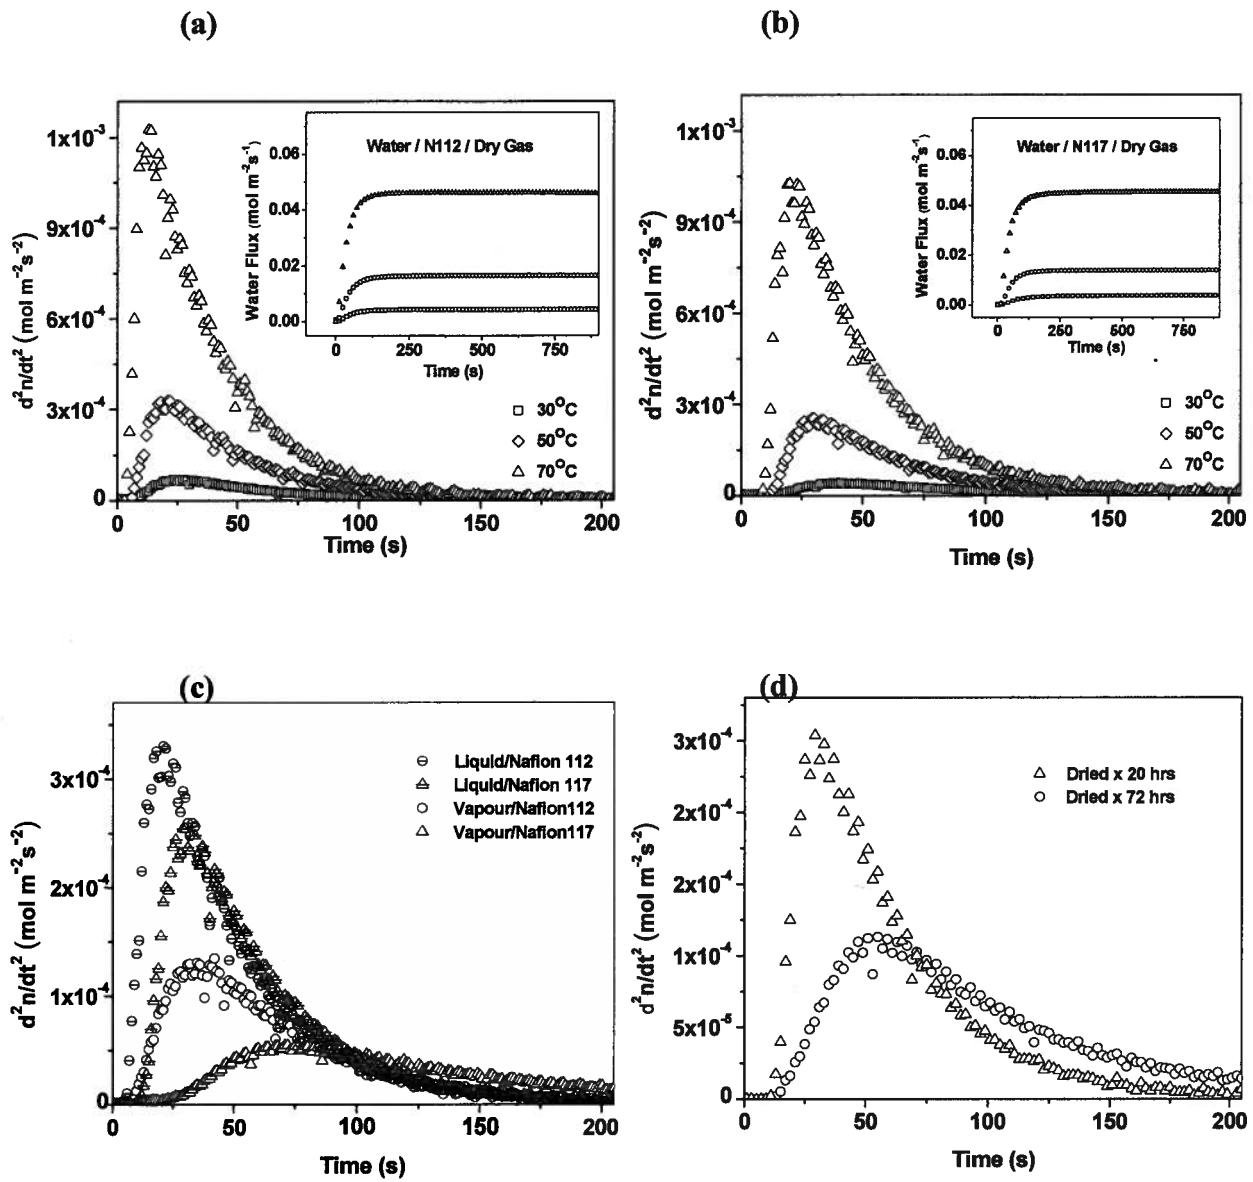 (a)
1x10⁻³
9x10⁻⁴
6x10⁻⁴
3x10⁻⁴
0
d²n/dt² (mol m⁻²s⁻²)
0 50 100 150 200
Time (s)
Water / N112 / Dry Gas
0.06
0.04
0.02
0.00
Water Flux (mol m⁻²s⁻¹)
0 250 500 750
Time (s)
30°C
50°C
70°C
(b)
1x10⁻³
9x10⁻⁴
6x10⁻⁴
3x10⁻⁴
0
d²n/dt² (mol m⁻²s⁻²)
0 50 100 150 200
Time (s)
Water / N117 / Dry Gas
0.06
0.04
0.02
0.00
Water Flux (mol m⁻²s⁻¹)
0 250 500 750
Time (s)
30°C
50°C
70°C
(c)
3x10⁻⁴
2x10⁻⁴
1x10⁻⁴
0
d²n/dt² (mol m⁻²s⁻²)
0 50 100 150 200
Time (s)
Liquid/Nafion 112
Liquid/Nafion 117
Vapour/Nafion112
Vapour/Nafion117
(d)
3x10⁻⁴
2x10⁻⁴
2x10⁻⁴
1x10⁻⁴
5x10⁻⁵
0
d²n/dt² (mol m⁻²s⁻²)
0 50 100 150 200
Time (s)
Dried x 20 hrs
Dried x 72 hrs